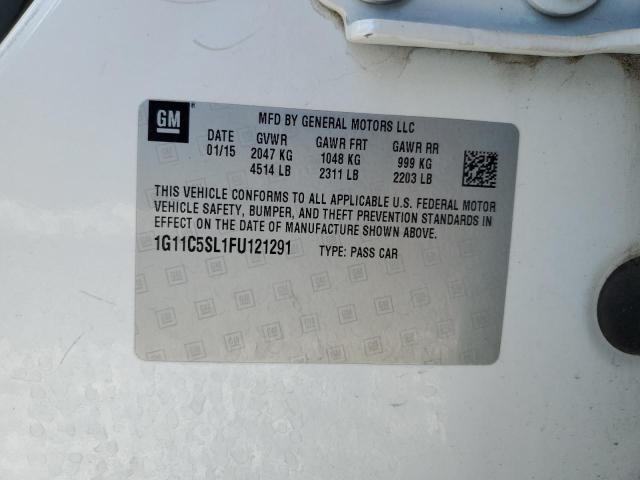 GM
MFD BY GENERAL MOTORS LLC
DATE GVWR GAWR FRT GAWR RR
01/15 2047 KG 1048 KG 999 KG
4514 LB 2311 LB 2203 LB
THIS VEHICLE CONFORMS TO ALL APPLICABLE U.S. FEDERAL MOTOR
VEHICLE SAFETY, BUMPER, AND THEFT PREVENTION STANDARDS IN
EFFECT ON THE DATE OF MANUFACTURE SHOWN ABOVE.
1G11C5SL1FU121291 TYPE: PASS CAR